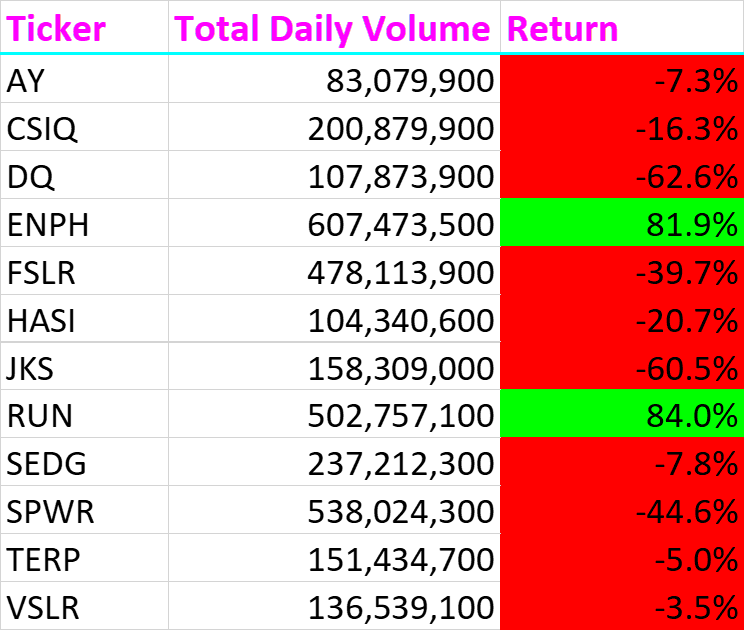 Ticker Total Daily Volume Return
AY 83,079,900 -7.3%
CSIQ 200,879,900 -16.3%
DQ 107,873,900 -62.6%
ENPH 607,473,500 81.9%
FSLR 478,113,900 -39.7%
HASI 104,340,600 -20.7%
JKS 158,309,000 -60.5%
RUN 502,757,100 84.0%
SEDG 237,212,300 -7.8%
SPWR 538,024,300 -44.6%
TERP 151,434,700 -5.0%
VSLR 136,539,100 -3.5%